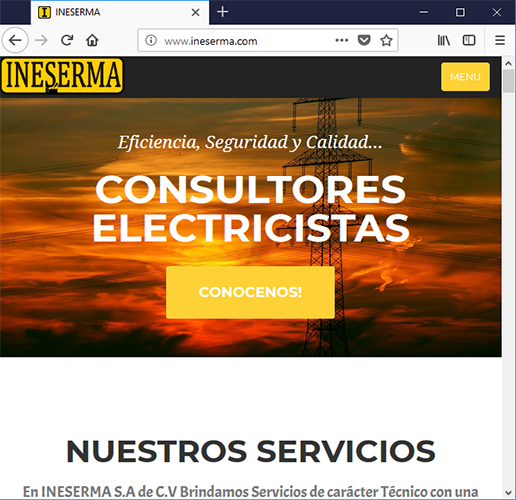 INESERMA
www.ineserma.com
INESERMA
MENU
Eficiencia, Seguridad y Calidad...
CONSULTORES
ELECTRICISTAS
CONOCENOS!
NUESTROS SERVICIOS
En INESERMA S.A de C.V Brindamos Servicios de carácter Técnico con una